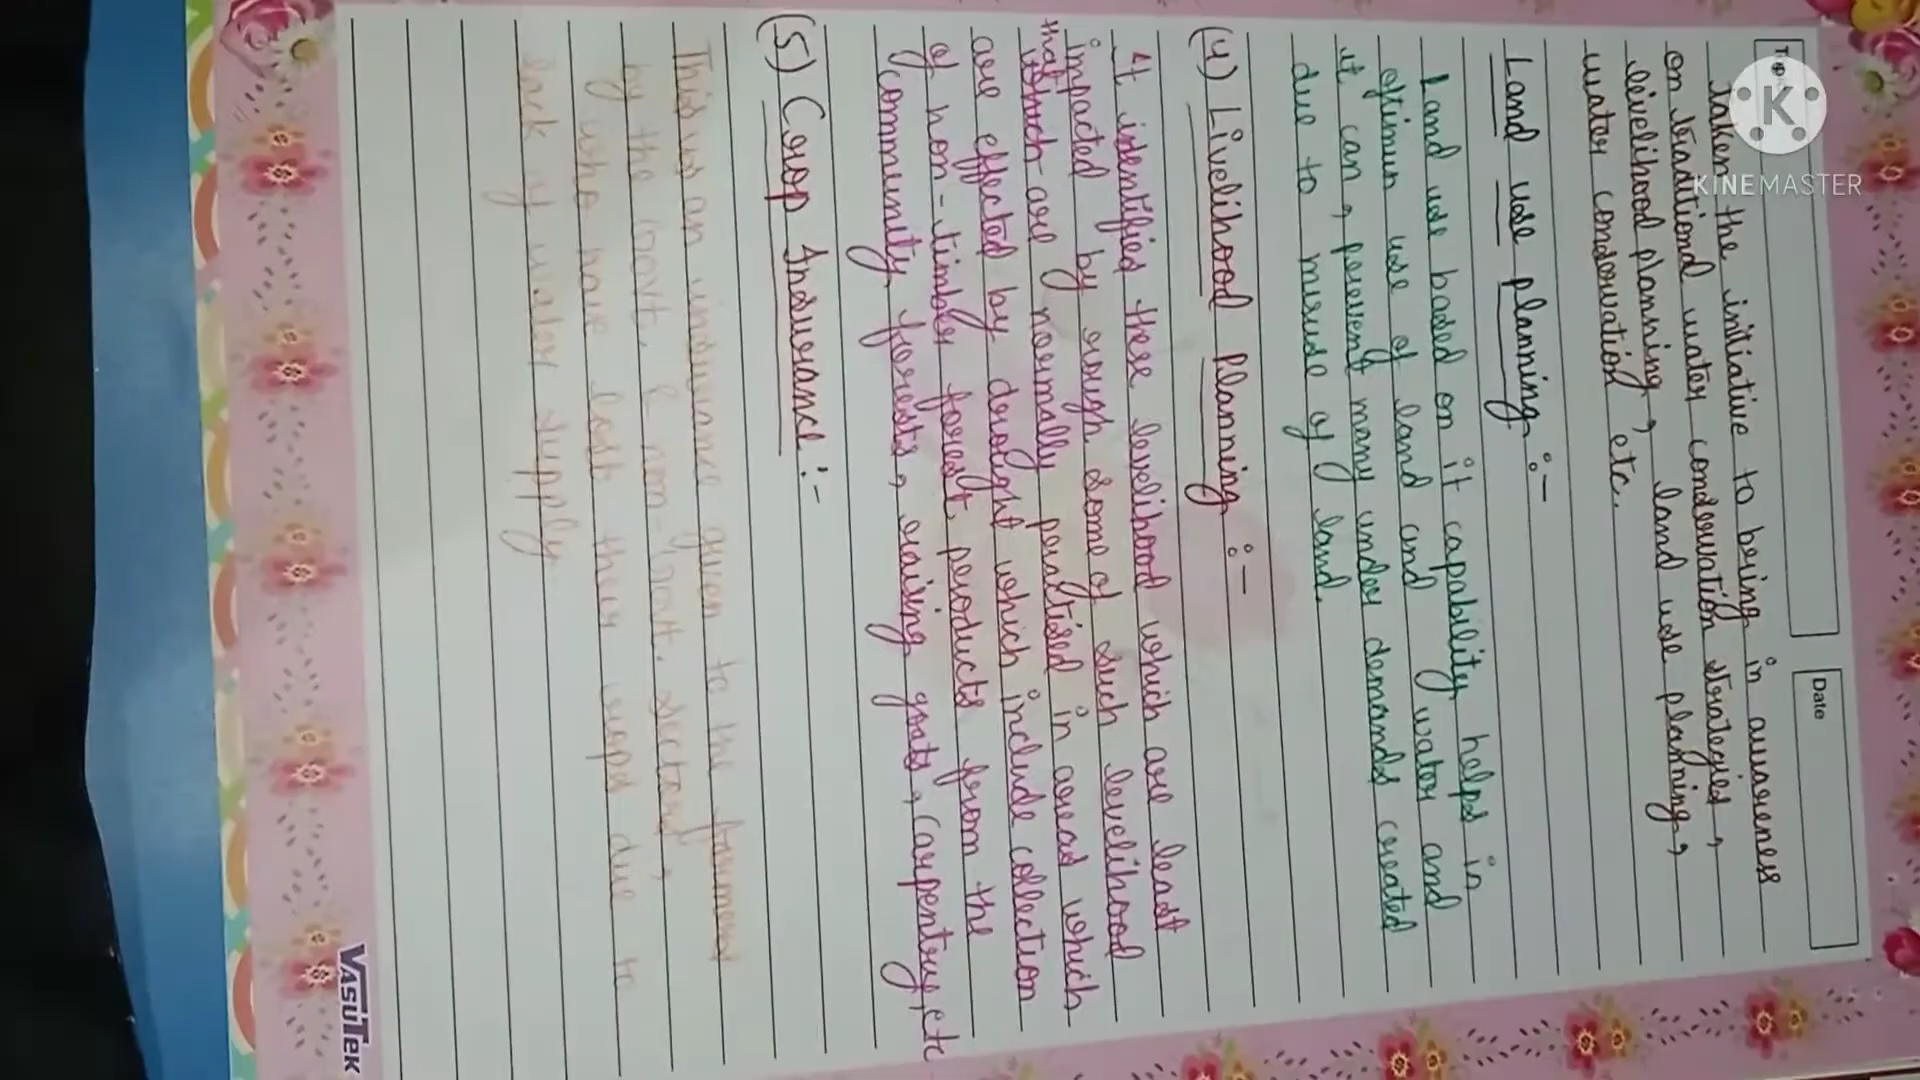 Date
taken the initiative to bring in awareness
on traditional water conservation strategies,
livelihood planning, land use planning,
water conservation etc.
Land use planning :-
Land use based on it capability helps in
optimum use of land and water and
it can, prevent many under demands created
due to misuse of land.
(4) Livelihood Planning :-
It identifies these levelihood which are least
impacted by rough some of such levelihood
that which are normally practised in areas which
are effected by drought which include collection
of non-timber forest products from the
community forests, raising goats, carpentry, etc
(5) Crop Insurance :-
This is an insurance given to the farmers
by the Govt. & non-Govt. sectors,
who have lost their crops due to
lack of water supply
VASUTEK
K
KINEMASTER